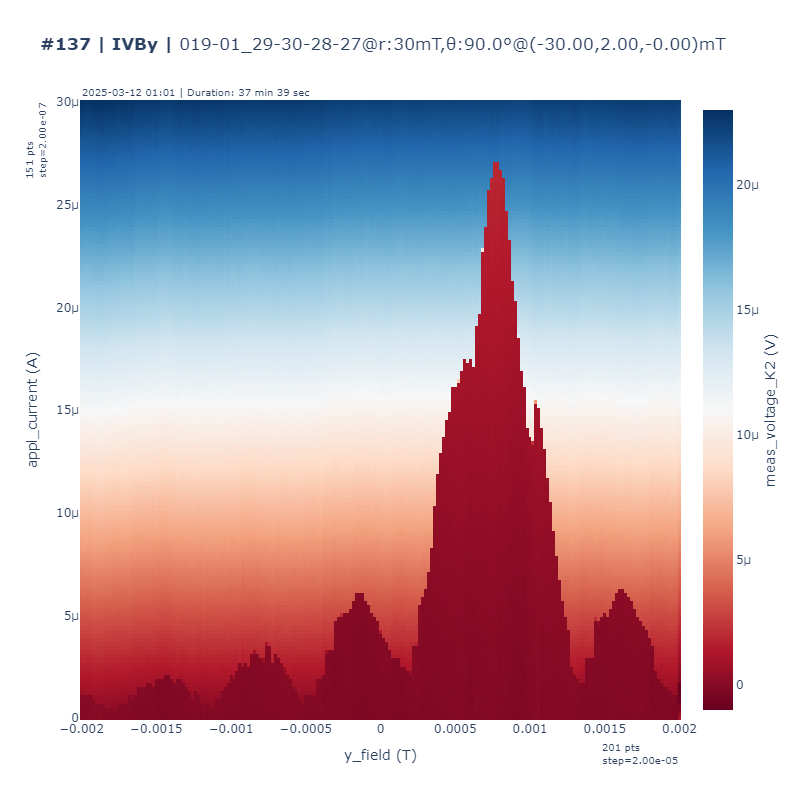 #137 | IVBy | 019-01_29-30-28-27@r:30mT,θ:90.0°@(-30.00,2.00,-0.00)mT
2025-03-12 01:01 | Duration: 37 min 39 sec
151 pts
step=2.00e-07
30μ
25μ
20μ
15μ
10μ
5μ
0
appl_current (A)
−0.002
−0.0015
−0.001
−0.0005
0
0.0005
0.001
0.0015
0.002
y_field (T)
201 pts
step=2.00e-05
20μ
15μ
10μ
5μ
0
meas_voltage_K2 (V)